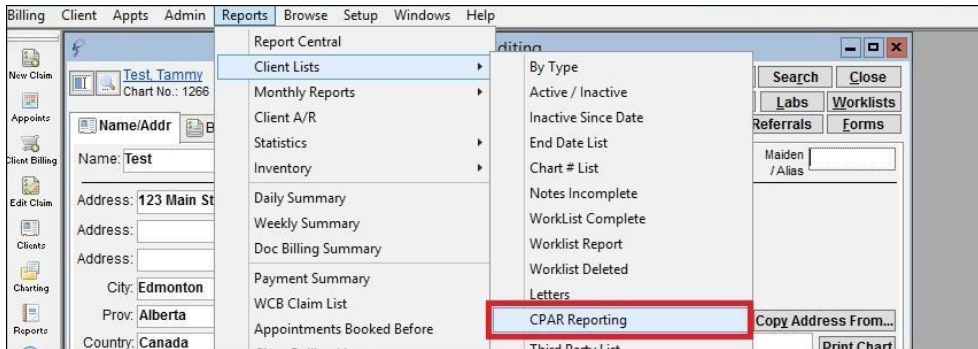 Billing Client Appts Admin Reports Browse Setup Windows Help
New Claim
Appoints
Client Billing
Edit Claim
Clients
Charting
Reports
diting
Test, Tammy
Chart No.: 1266
Name/Addr
B
Name: Test
Address: 123 Main St
Address:
Address:
City: Edmonton
Prov: Alberta
Country: Canada
Report Central
Client Lists
Monthly Reports
Client A/R
Statistics
Inventory
Daily Summary
Weekly Summary
Doc Billing Summary
Payment Summary
WCB Claim List
Appointments Booked Before
By Type
Active / Inactive
Inactive Since Date
End Date List
Chart # List
Notes Incomplete
WorkList Complete
Worklist Report
Worklist Deleted
Letters
CPAR Reporting
Third Party List
Search Close
Labs Worklists
Referrals Forms
Maiden
/ Alias
Copy Address From...
Print Chart